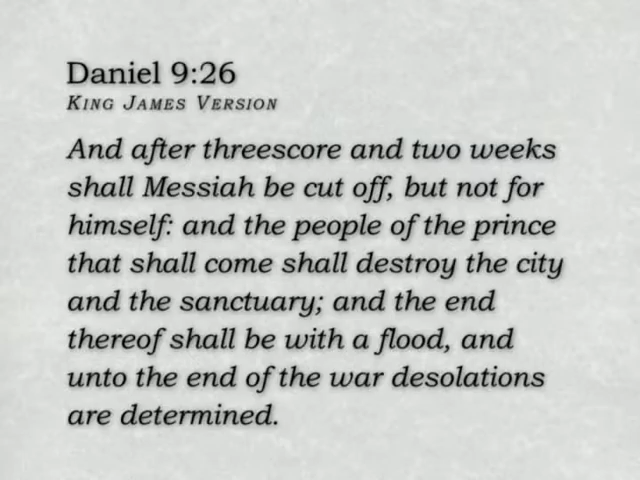 Daniel 9:26
King James Version
And after threescore and two weeks
shall Messiah be cut off, but not for
himself: and the people of the prince
that shall come shall destroy the city
and the sanctuary; and the end
thereof shall be with a flood, and
unto the end of the war desolations
are determined.